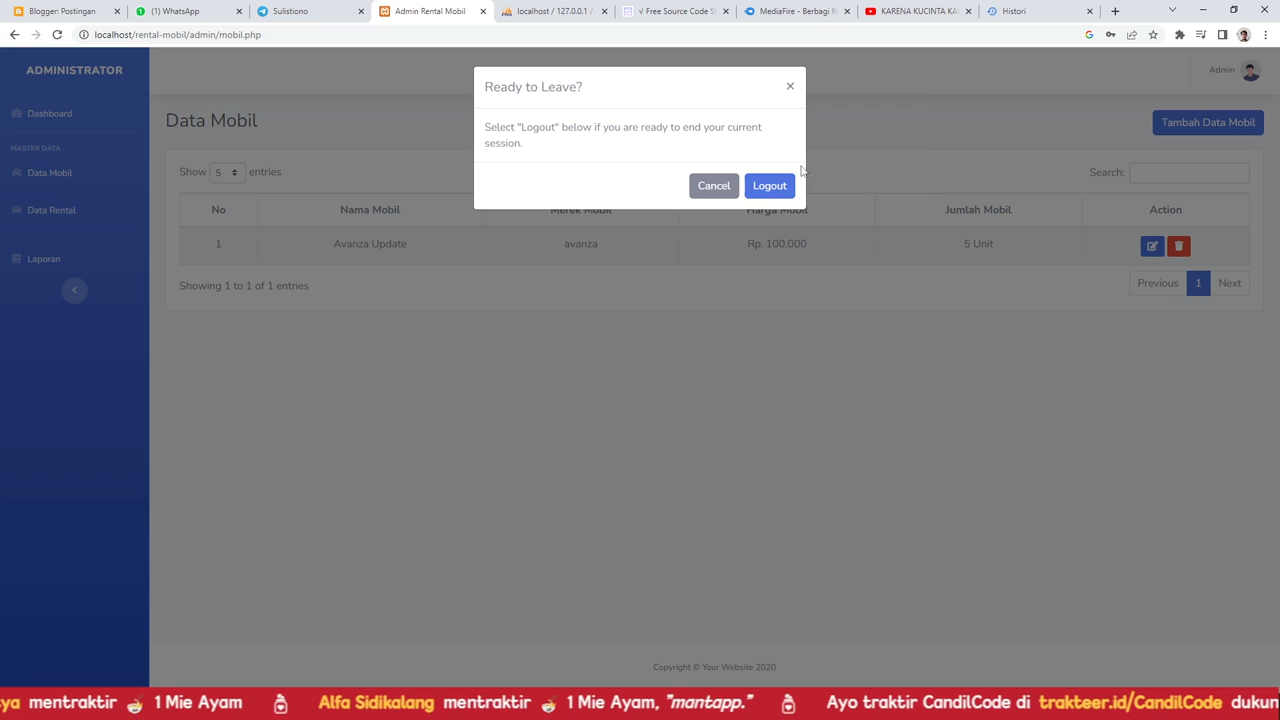 Blogger: Postingan
(1) WhatsApp
Sulistiono
Admin Rental Mobil
localhost / 127.0.0.1 /
√ Free Source Code S
MediaFire - Berbagi f
KARENA KUCINTA KA
Histori
localhost/rental-mobil/admin/mobil.php
ADMINISTRATOR
Dashboard
MASTER DATA
Data Mobil
Data Rental
Laporan
Admin
Ready to Leave?
×
Select "Logout" below if you are ready to end your current
session.
Cancel
Logout
Data Mobil
Tambah Data Mobil
Show 5 entries
Search:
No Nama Mobil Merek Mobil Harga Mobil Jumlah Mobil Action
1 Avanza Update avanza Rp. 100.000 5 Unit
Showing 1 to 1 of 1 entries
Previous 1 Next
Copyright © Your Website 2020
mentraktir 1 Mie Ayam Alfa Sidikalang mentraktir 1 Mie Ayam, "mantapp." Ayo traktir CandilCode di trakteer.id/CandilCode dukun